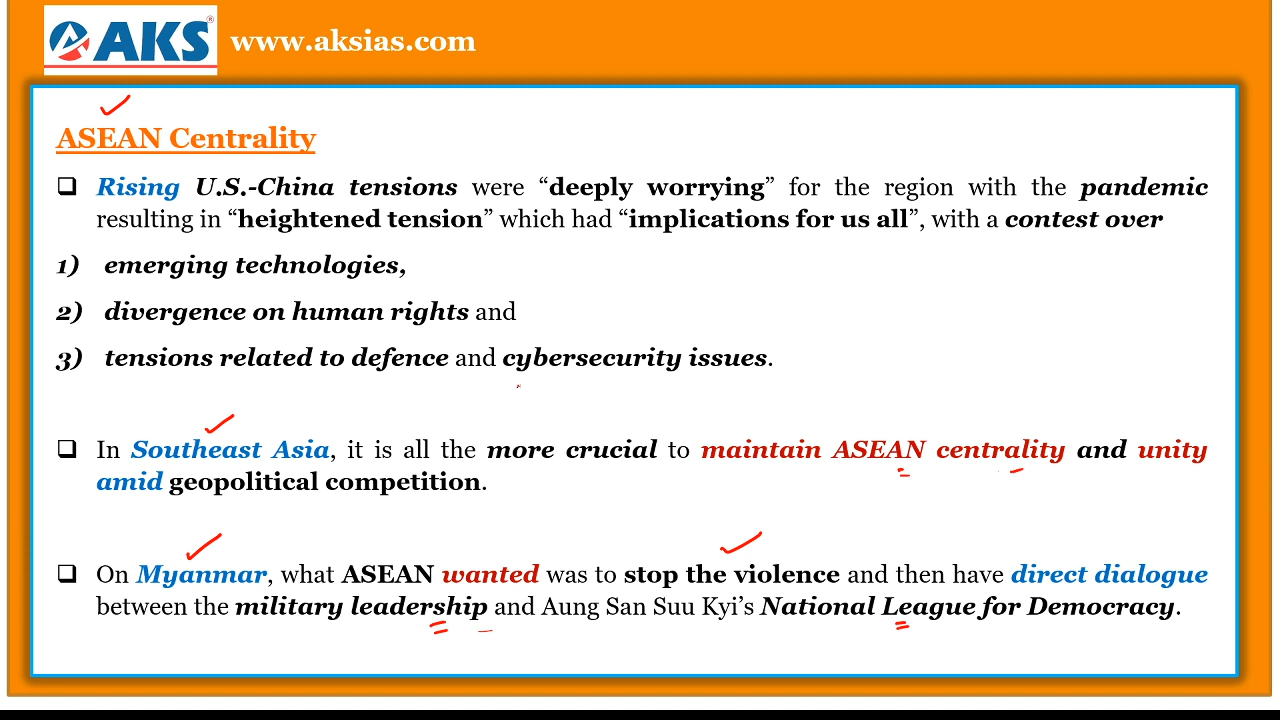 AKS® www.aksias.com
ASEAN Centrality
❑ Rising U.S.-China tensions were “deeply worrying” for the region with the pandemic
resulting in “heightened tension” which had “implications for us all”, with a contest over
1) emerging technologies,
2) divergence on human rights and
3) tensions related to defence and cybersecurity issues.
❑ In Southeast Asia, it is all the more crucial to maintain ASEAN centrality and unity
amid geopolitical competition.
❑ On Myanmar, what ASEAN wanted was to stop the violence and then have direct dialogue
between the military leadership and Aung San Suu Kyi’s National League for Democracy.